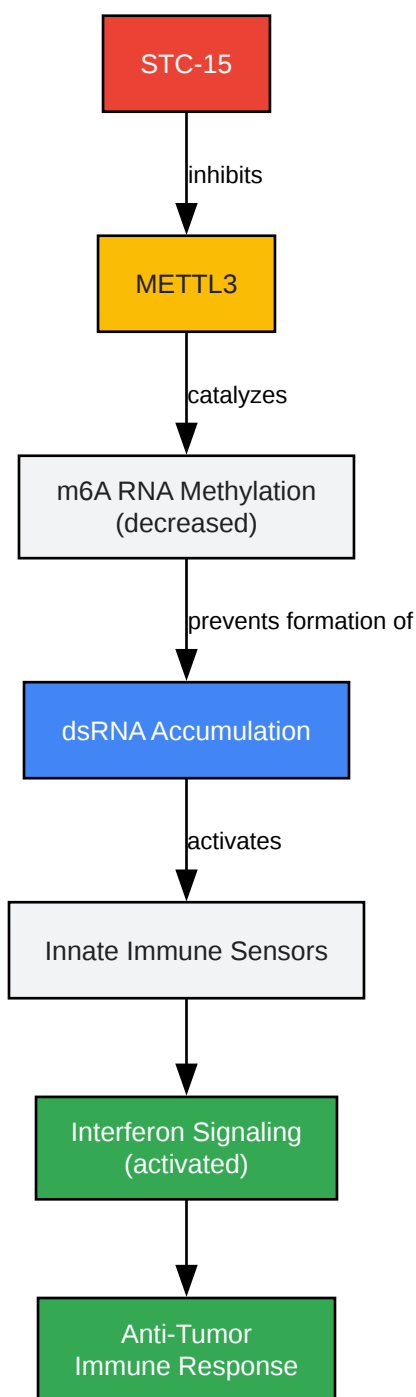 STC-15
inhibits
METTL3
catalyzes
m6A RNA Methylation
(decreased)
prevents formation of
dsRNA Accumulation
activates
Innate Immune Sensors
Interferon Signaling
(activated)
Anti-Tumor
Immune Response